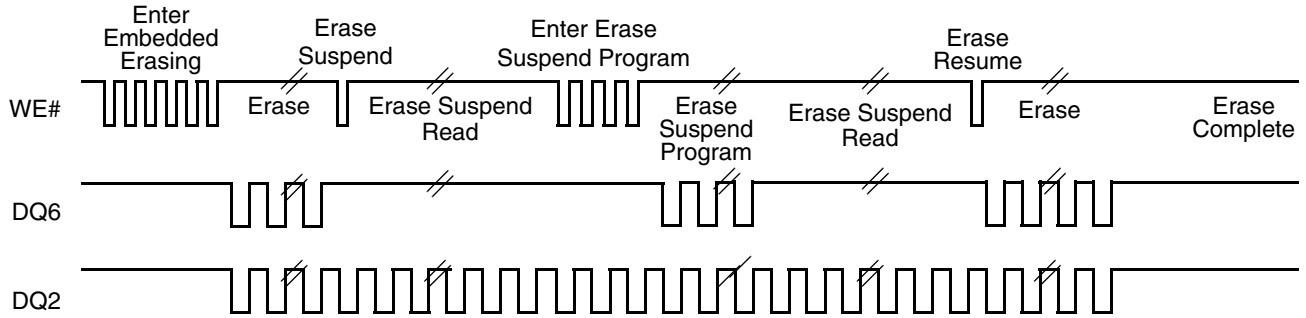 Enter
Embedded
Erasing
Erase
Suspend
Enter Erase
Suspend Program
Erase
Resume
WE#
Erase
Erase Suspend
Read
Erase
Suspend
Program
Erase Suspend
Read
Erase
Erase
Complete
DQ6
DQ2